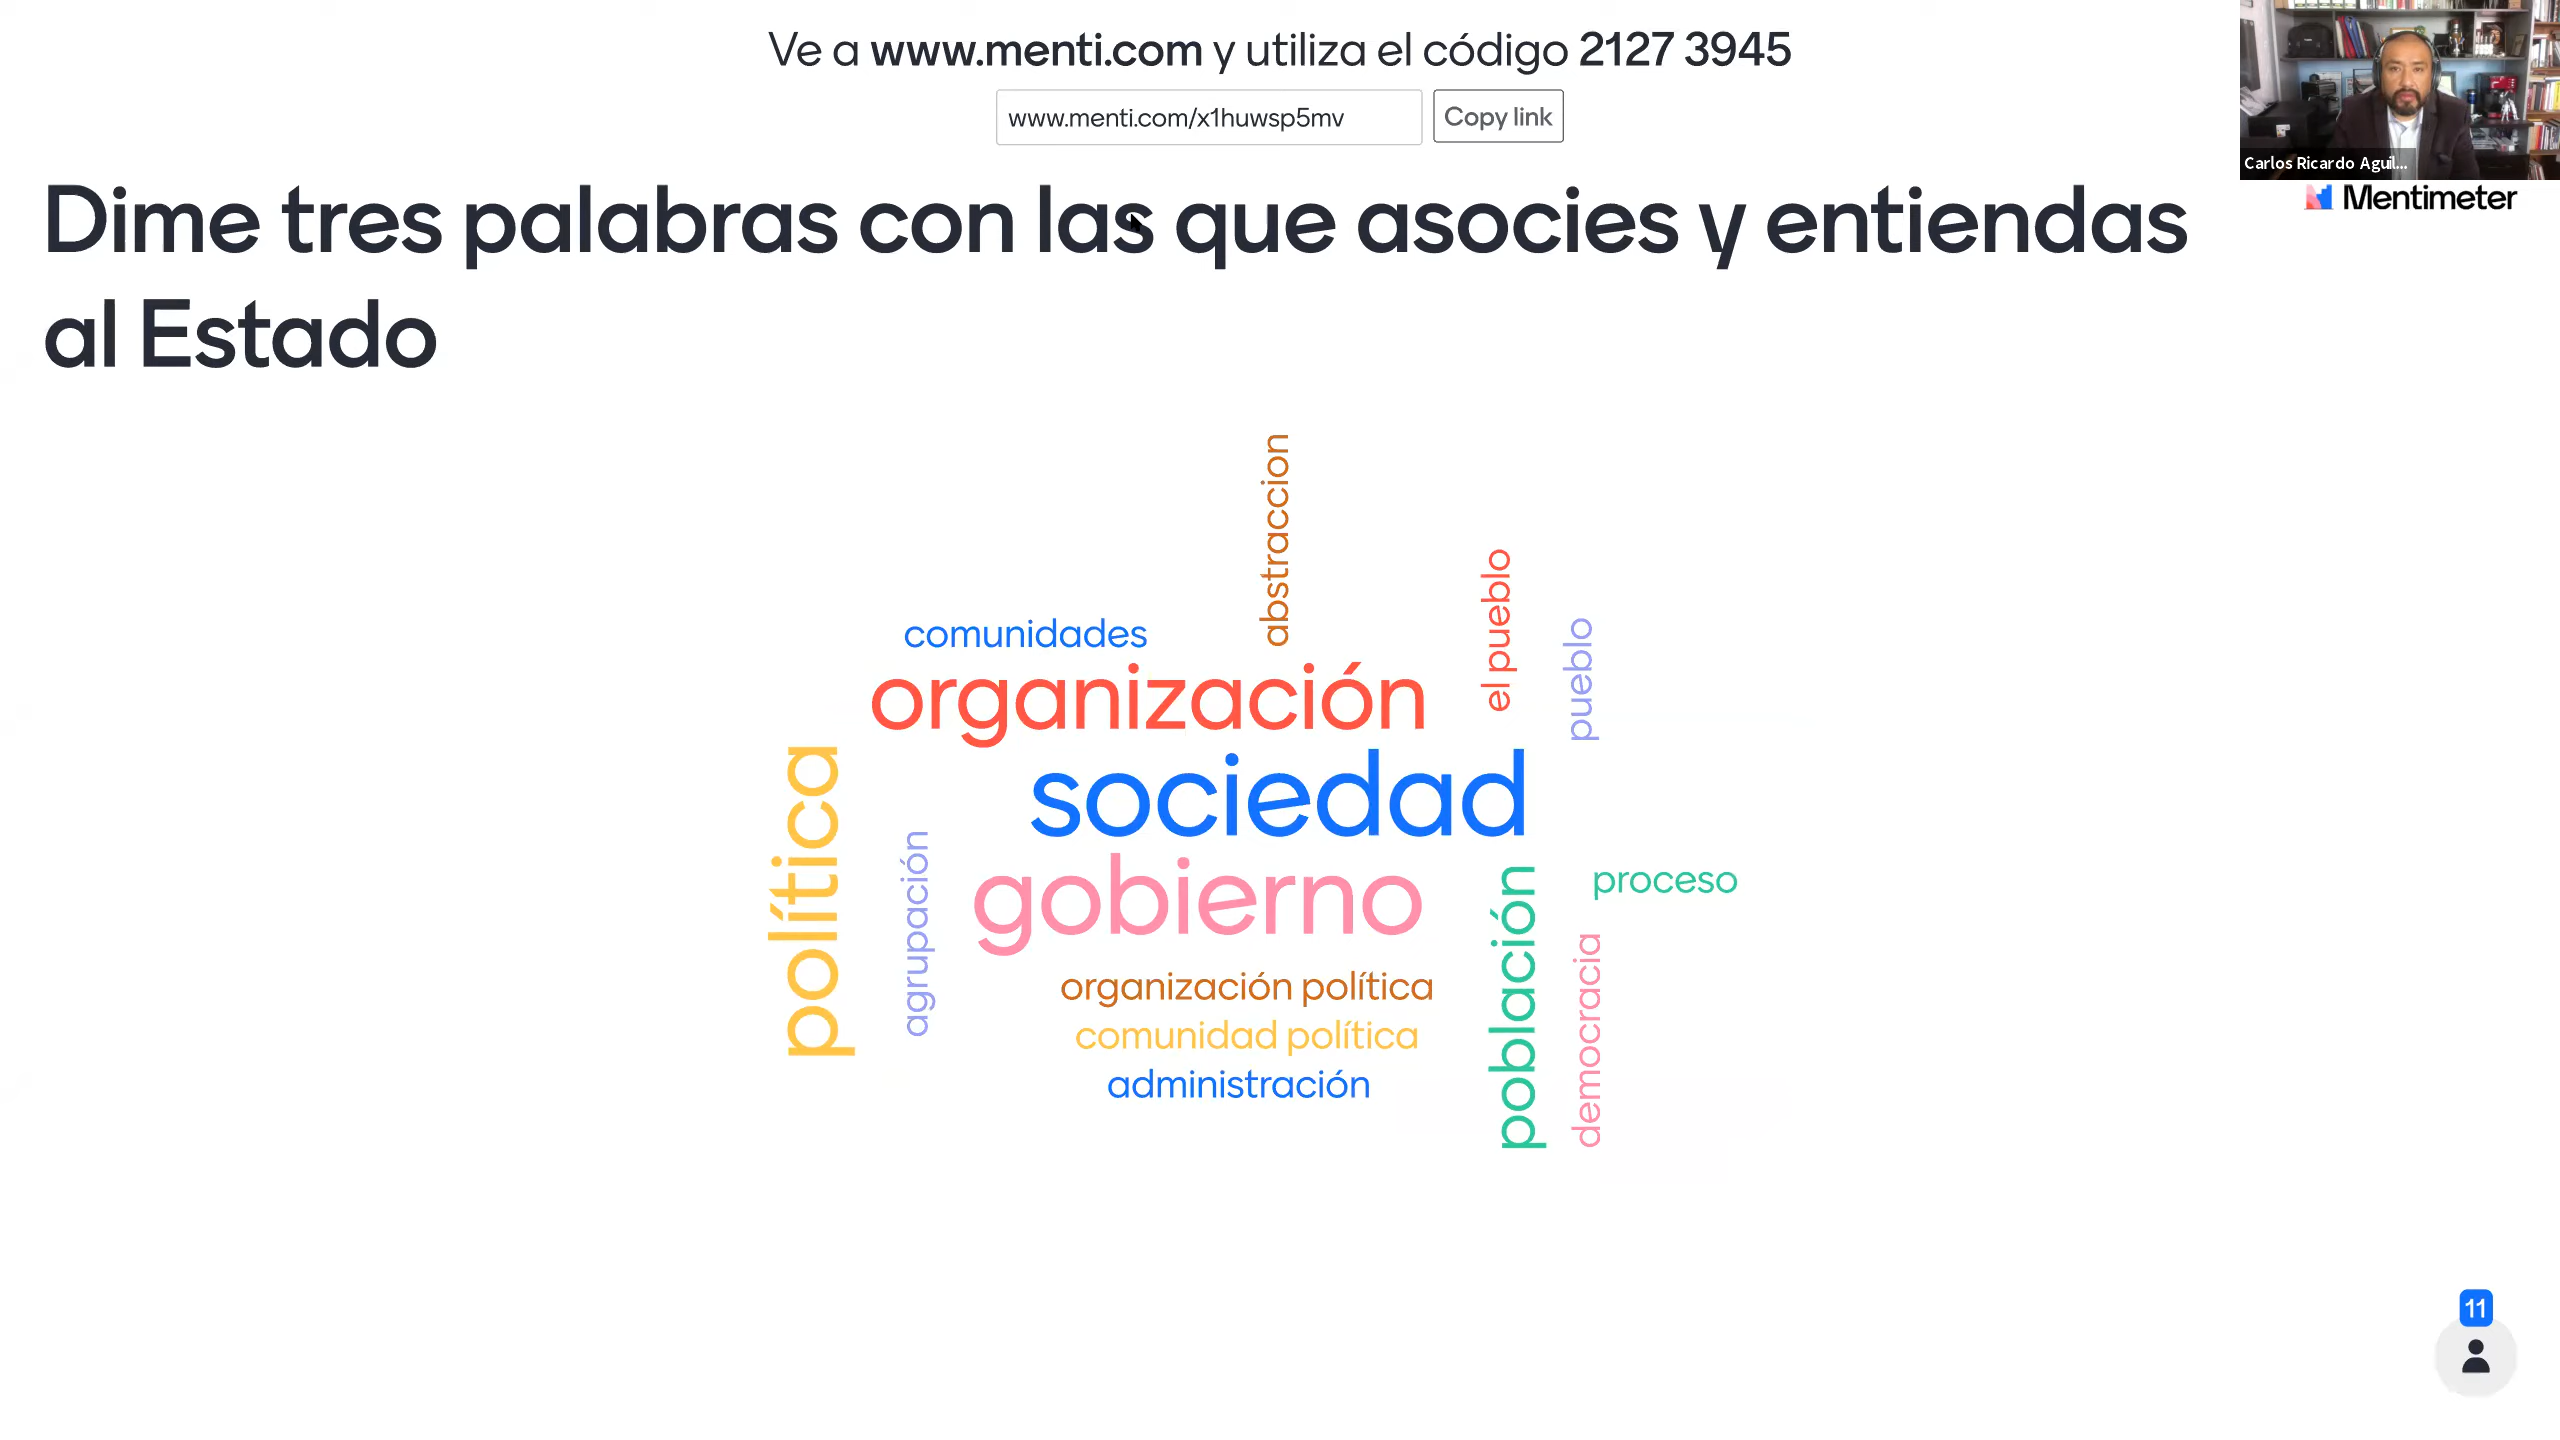 Ve a www.menti.com y utiliza el código 2127 3945
www.menti.com/x1huwsp5mv
Copy link
Carlos Ricardo Aguil...
Mentimeter
Dime tres palabras con las que asocies y entiendas
al Estado
abstraccion
el pueblo
comunidades
pueblo
organización
sociedad
política
agrupación
gobierno
población
proceso
democracia
organización política
comunidad política
administración
11